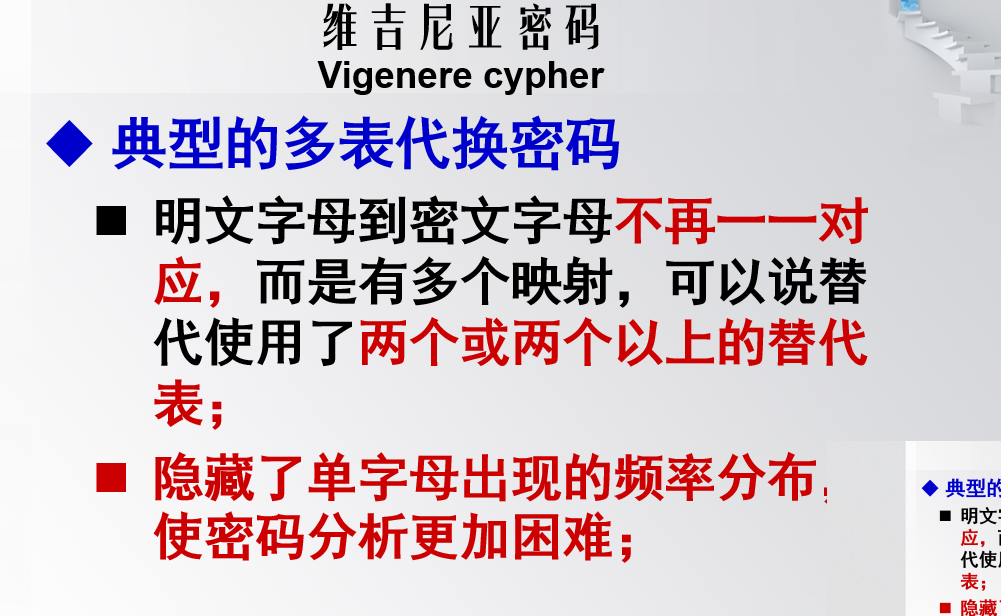 维吉尼亚密码
Vigenere cypher
典型的多表代换密码
明文字母到密文字母不再一一对
应，而是有多个映射，可以说替
代使用了两个或两个以上的替代
表；
隐藏了单字母出现的频率分布，
使密码分析更加困难；
典型的
明文字
应，而
代使用
表；
隐藏了